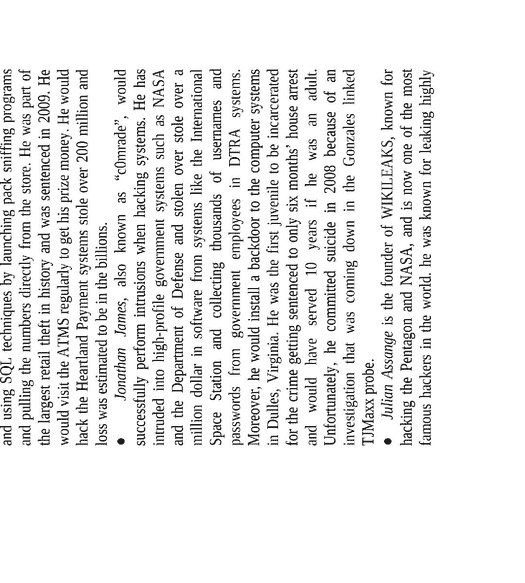 and using SQL techniques by launching pack sniffing programs
and pulling the numbers directly from the store. He was part of
the largest retail theft in history and was sentenced in 2009. He
would visit the ATMS regularly to get his prize money. He would
hack the Heartland Payment systems stole over 200 million and
loss was estimated to be in the billions.
● Jonathan James, also known as “c0mrade”, would
successfully perform intrusions when hacking systems. He has
intruded into high-profile government systems such as NASA
and the Department of Defense and stolen over stole over a
million dollar in software from systems like the International
Space Station and collecting thousands of usernames and
passwords from government employees in DTRA systems.
Moreover, he would install a backdoor to the computer systems
in Dulles, Virginia. He was the first juvenile to be incarcerated
for the crime getting sentenced to only six months’ house arrest
and would have served 10 years if he was an adult.
Unfortunately, he committed suicide in 2008 because of an
investigation that was coming down in the Gonzales linked
TJMaxx probe.
● Julian Assange is the founder of WIKILEAKS, known for
hacking the Pentagon and NASA, and is now one of the most
famous hackers in the world. he was known for leaking highly